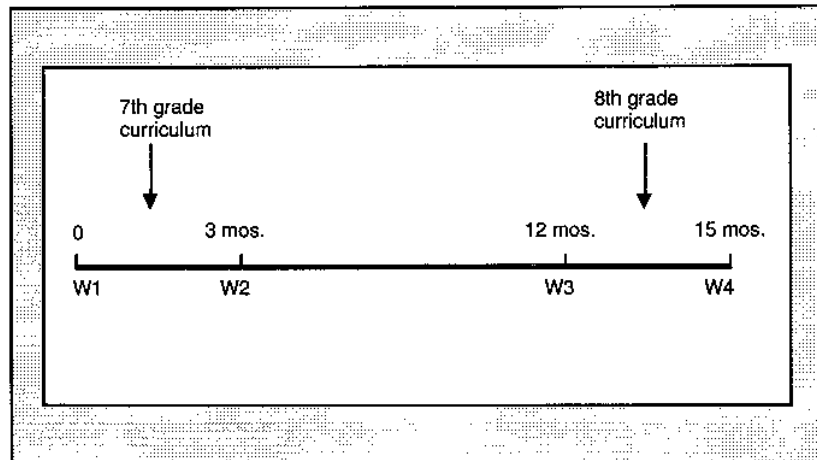 7th grade
curriculum
8th grade
curriculum
0
3 mos.
12 mos.
15 mos.
W1
W2
W3
W4